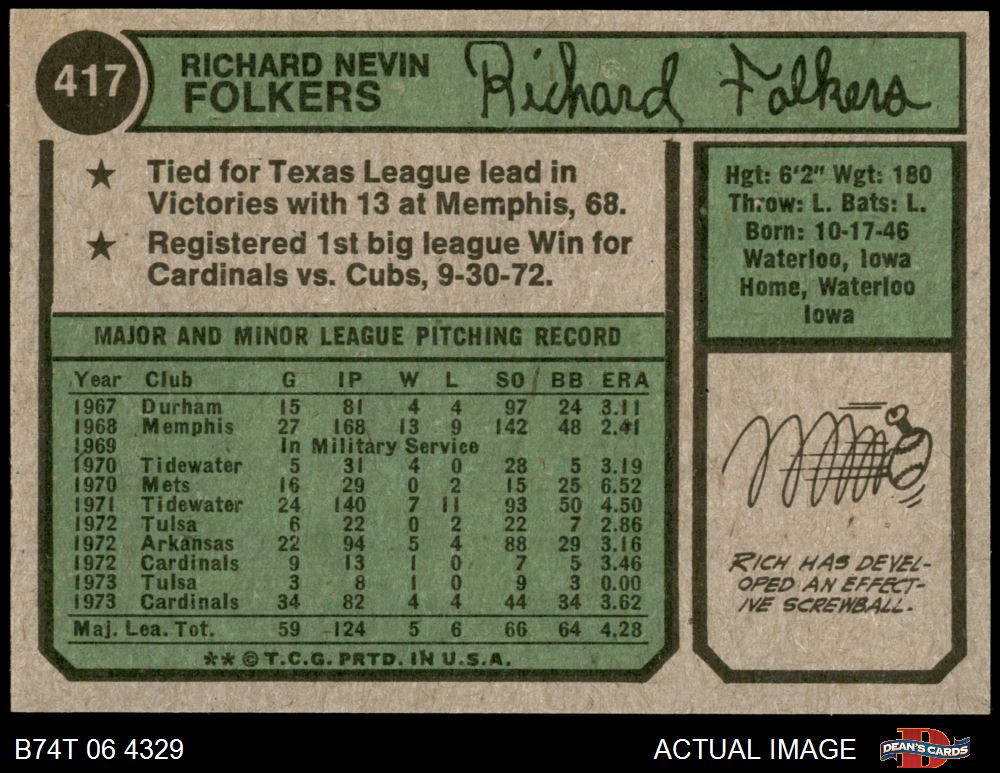 417
RICHARD NEVIN
FOLKERS
Richard Folkers
★ Tied for Texas League lead in
Victories with 13 at Memphis, 68.
★ Registered 1st big league Win for
Cardinals vs. Cubs, 9-30-72.
MAJOR AND MINOR LEAGUE PITCHING RECORD
Year Club G IP W L SO BB ERA
1967 Durham 15 81 4 4 97 24 3.11
1968 Memphis 27 168 13 9 142 48 2.41
1969 In Military Service
1970 Tidewater 5 31 4 0 28 5 3.19
1970 Mets 16 29 0 2 15 25 6.52
1971 Tidewater 24 140 7 11 93 50 4.50
1972 Tulsa 6 22 0 2 22 7 2.86
1972 Arkansas 22 94 5 4 88 29 3.16
1972 Cardinals 9 13 1 0 7 5 3.46
1973 Tulsa 3 8 1 0 9 3 0.00
1973 Cardinals 34 82 4 4 44 34 3.62
Maj. Lea. Tot. 59 124 5 6 66 64 4.28
** © T.C.G. PRTD. IN U.S.A.
Hgt: 6'2" Wgt: 180
Throw: L. Bats: L.
Born: 10-17-46
Waterloo, Iowa
Home, Waterloo
Iowa
RICH HAS DEVEL-
OPED AN EFFECT-
IVE SCREWBALL.
B74T 06 4329
ACTUAL IMAGE
D
DEAN'S CARDS